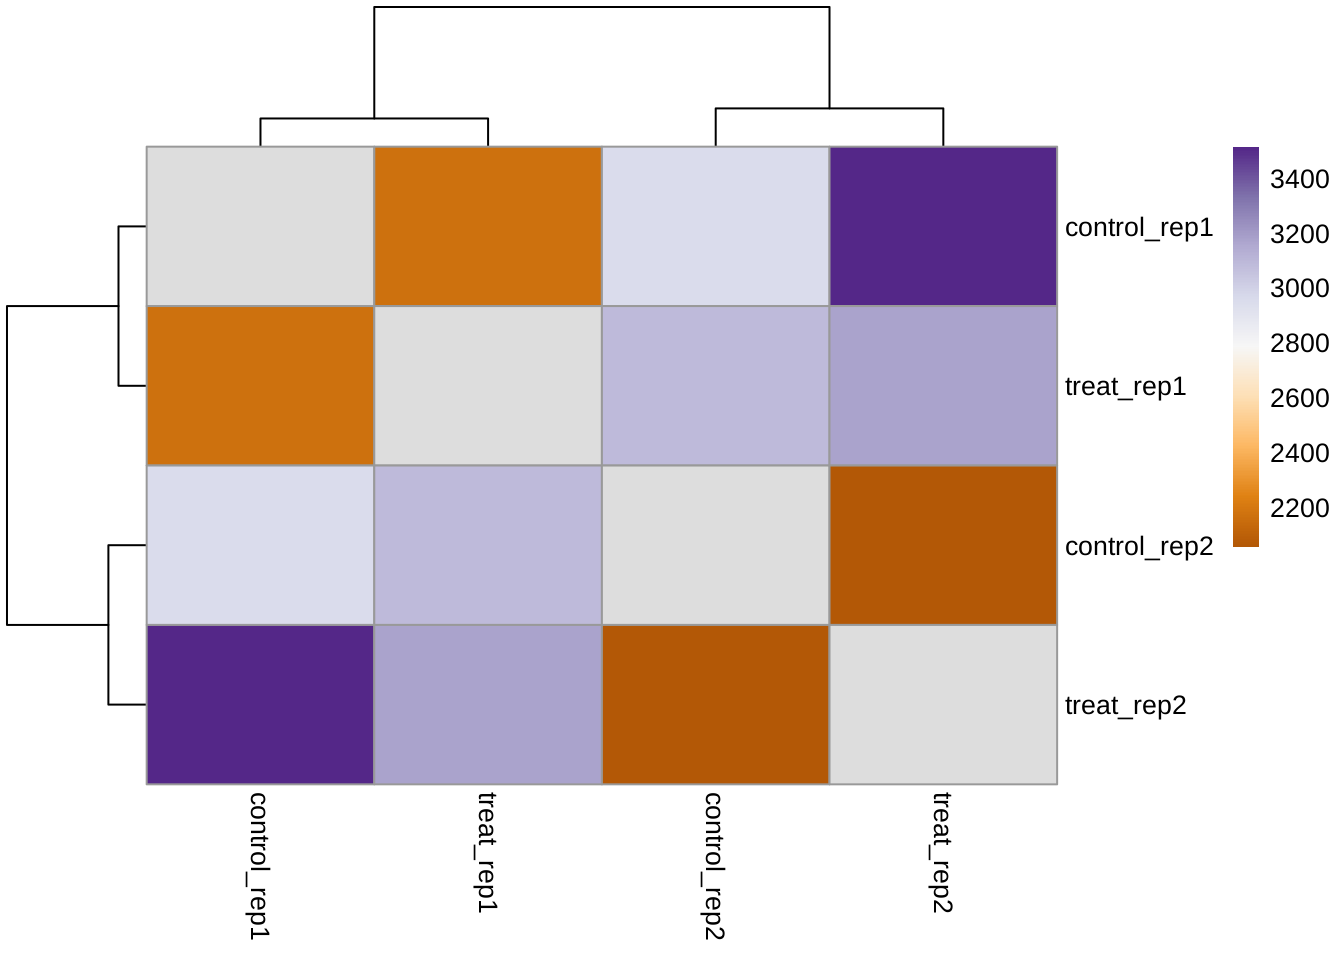 control_rep1
treat_rep1
control_rep2
treat_rep2
3400
3200
3000
2800
2600
2400
2200
control_rep1
treat_rep1
control_rep2
treat_rep2